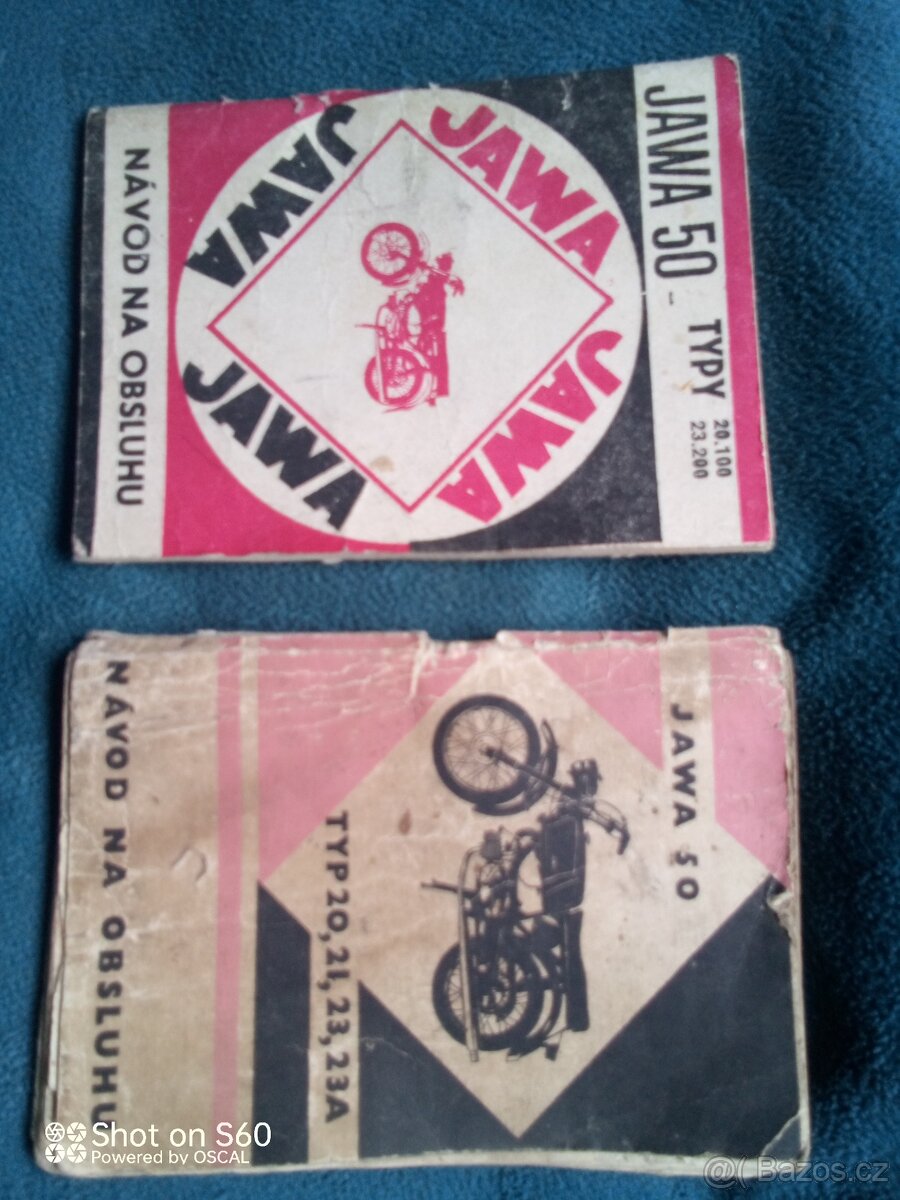 JAWA 50 - TYPY 20.100
23.200
JAWA
JAWA
JAWA
JAWA
NÁVOD NA OBSLUHU
JAWA 50
TYP 20, 21, 23, 23A
NÁVOD NA OBSLUHU
Shot on S60
Powered by OSCAL
Bazos.cz